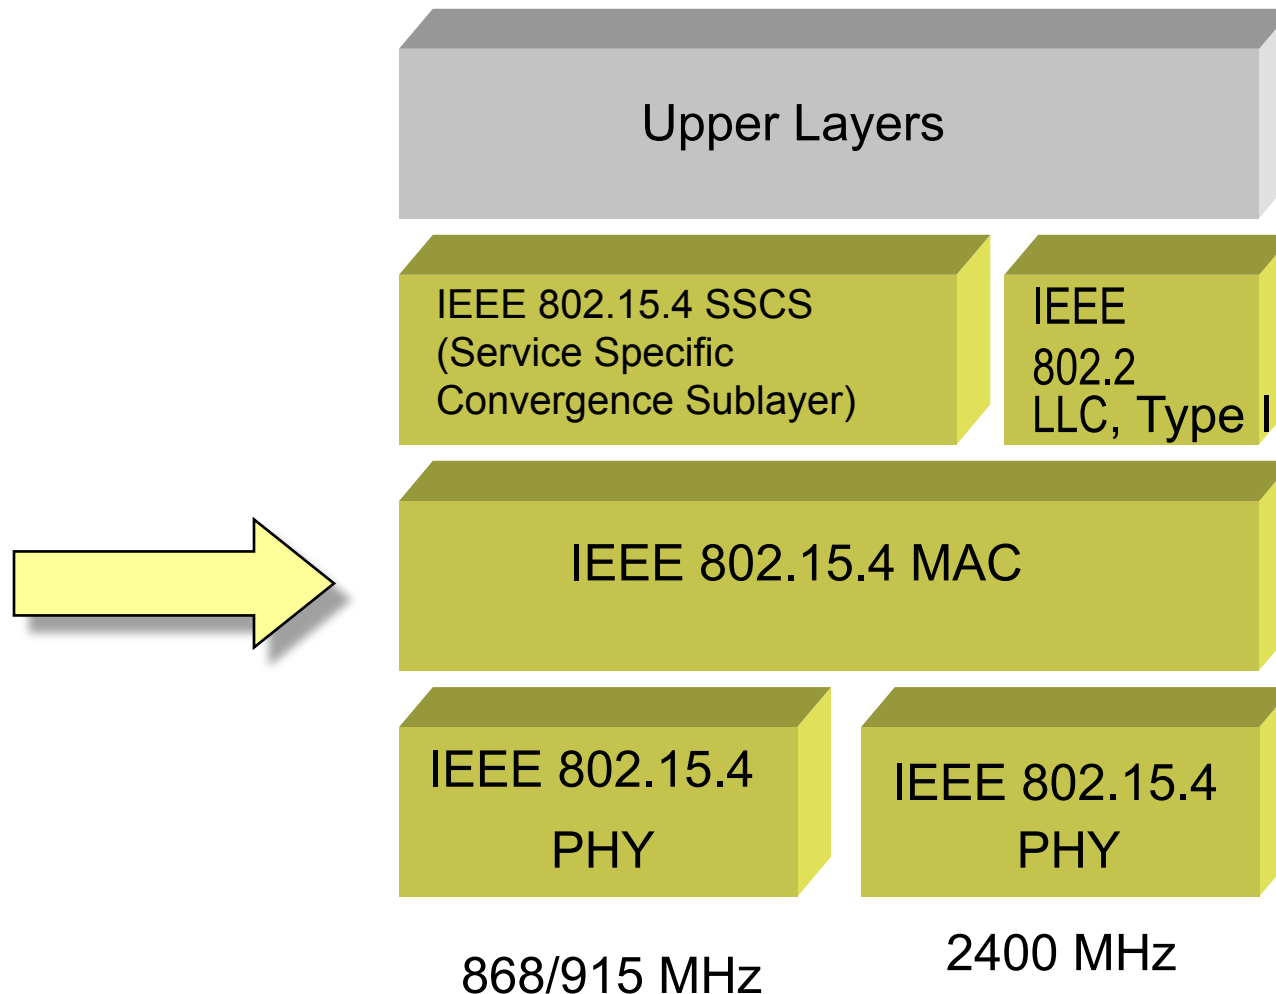 Upper Layers
IEEE 802.15.4 SSCS
(Service Specific
Convergence Sublayer)
IEEE
802.2
LLC, Type I
IEEE 802.15.4 MAC
IEEE 802.15.4
PHY
IEEE 802.15.4
PHY
868/915 MHz
2400 MHz